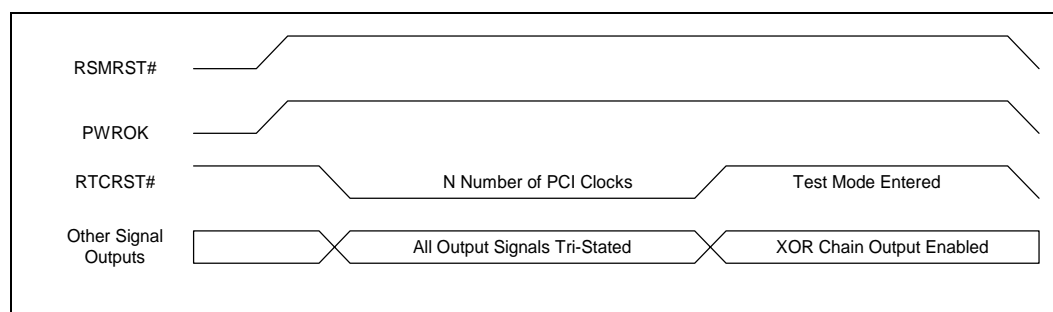 RSMRST#
PWROK
RTCRST#
N Number of PCI Clocks
Test Mode Entered
Other Signal
Outputs
All Output Signals Tri-Stated
XOR Chain Output Enabled